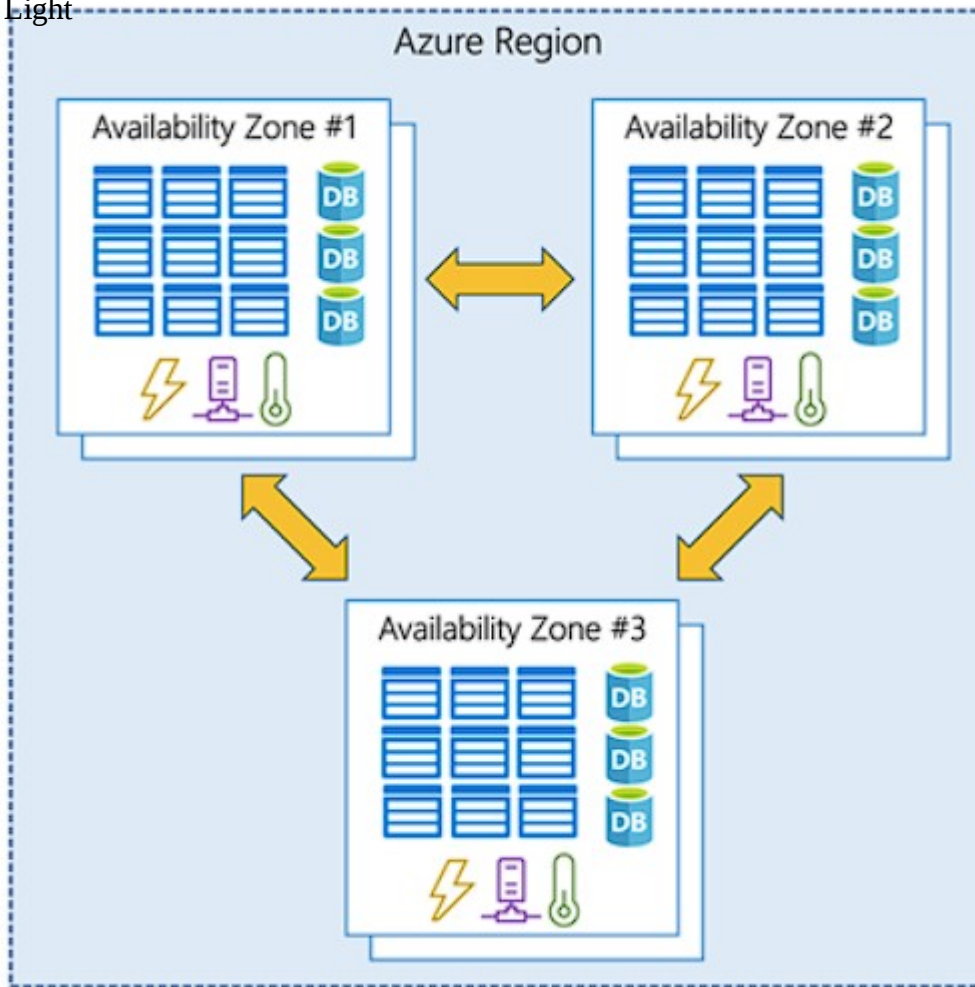 Light
Azure Region
Availability Zone #1
Availability Zone #2
DB
DB
DB
DB
DB
DB
Availability Zone #3
DB
DB
DB